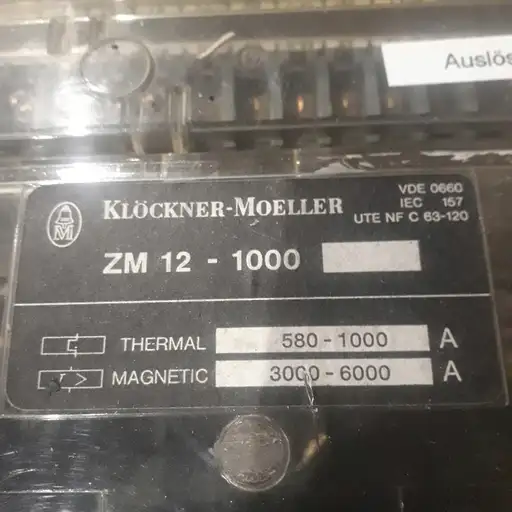 Auslös
KLÖCKNER-MOELLER
VDE 0660
IEC 157
UTE NF C 63-120
ZM 12 - 1000
THERMAL 580 - 1000 A
MAGNETIC 3000 - 6000 A